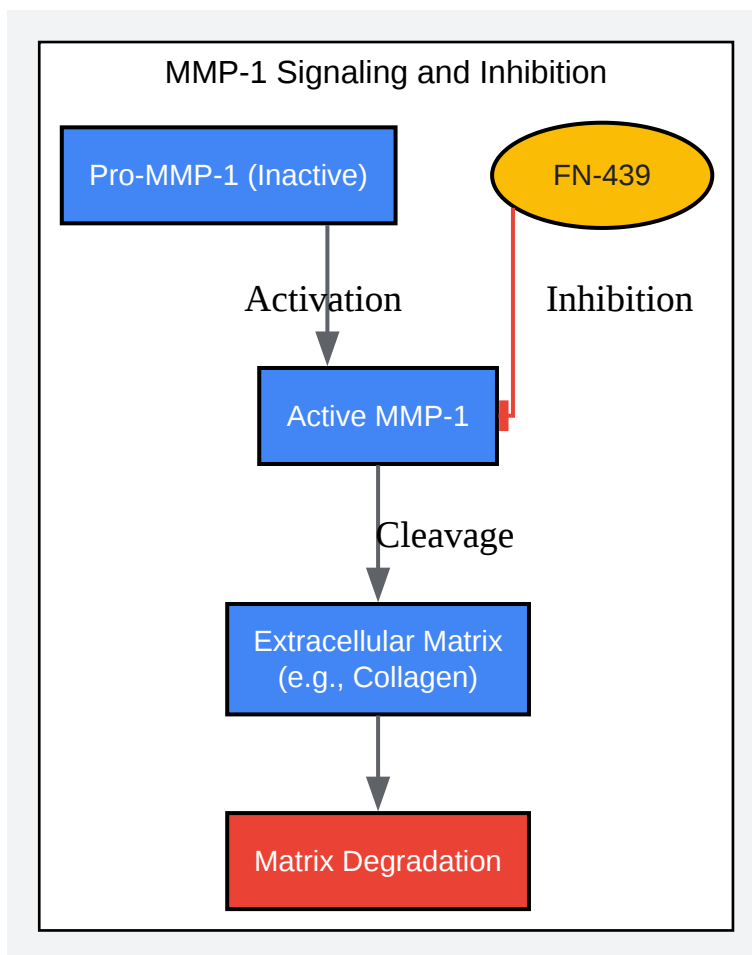 MMP-1 Signaling and Inhibition
Pro-MMP-1 (Inactive)
FN-439
Activation
Inhibition
Active MMP-1
Cleavage
Extracellular Matrix
(e.g., Collagen)
Matrix Degradation